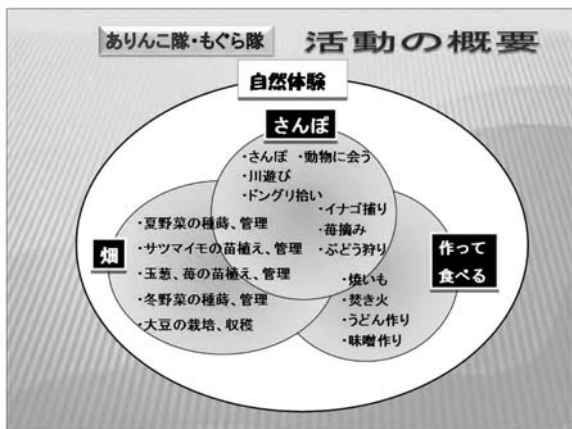 ありんこ隊・もぐら隊
活動の概要
自然体験
さんぽ
・さんぽ ・動物に会う
・川遊び
・ドングリ拾い
・イナゴ捕り
・苺摘み
・ぶどう狩り
畑
・夏野菜の種蒔、管理
・サツマイモの苗植え、管理
・玉葱、苺の苗植え、管理
・冬野菜の種蒔、管理
・大豆の栽培、収穫
作って
食べる
・焼いも
・焚き火
・うどん作り
・味噌作り